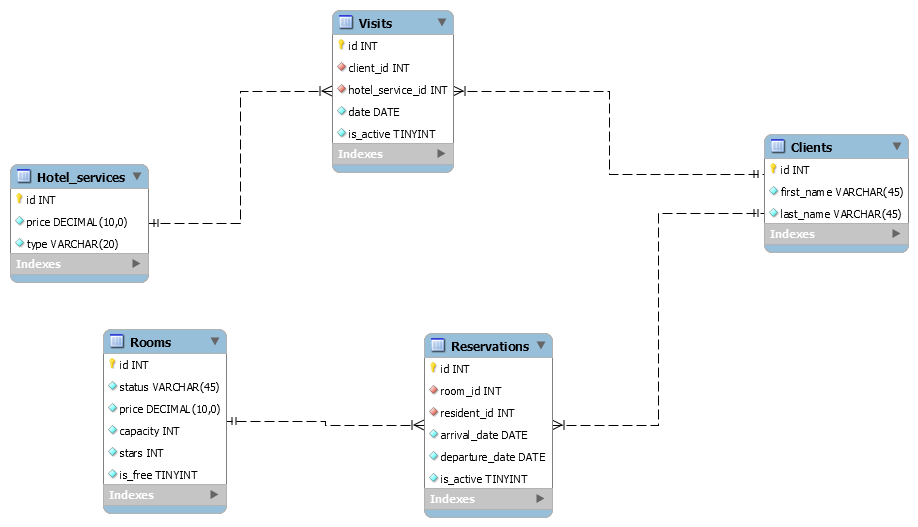 Visits
id INT
client_id INT
hotel_service_id INT
date DATE
is_active TINYINT
Indexes
Clients
id INT
first_name VARCHAR(45)
last_name VARCHAR(45)
Indexes
Hotel_services
id INT
price DECIMAL(10,0)
type VARCHAR(20)
Indexes
Rooms
id INT
status VARCHAR(45)
price DECIMAL(10,0)
capacity INT
stars INT
is_free TINYINT
Indexes
Reservations
id INT
room_id INT
resident_id INT
arrival_date DATE
departure_date DATE
is_active TINYINT
Indexes